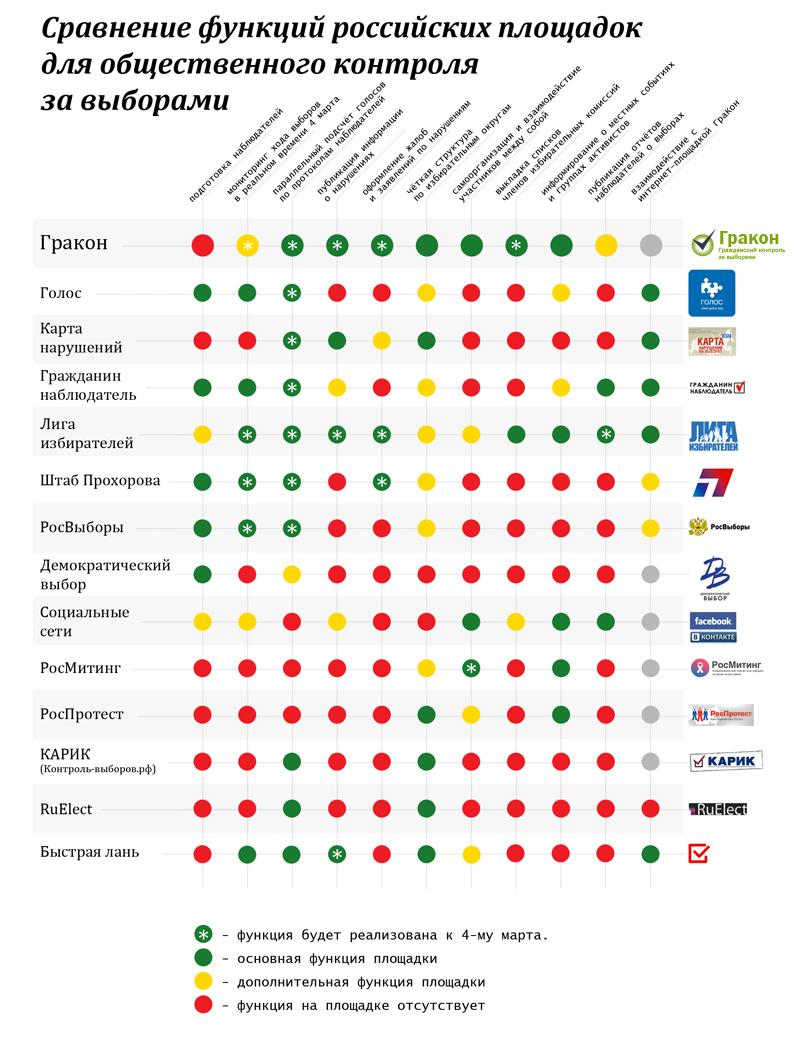 Сравнение функций российских площадок
для общественного контроля
за выборами
подготовка наблюдателей
мониторинг хода выборов
в реальном времени 4 марта
параллельный подсчёт голосов
по протоколам наблюдателей
публикация информации
о нарушениях
оформление жалоб
и заявлений по нарушениям
чёткая структура
по избирательным округам
самоорганизация и взаимодействие
участников между собой
выкладка списков
членов избирательных комиссий
информирование о местных событиях
и группах активистов
публикация отчётов
наблюдателей о выборах
взаимодействие с
интернет-площадкой Гракон
Гракон
Гракон
Гражданский контроль
за выборами
Голос
ГОЛОС
www.golos.org
Карта
нарушений
КАРТА
НАРУШЕНИЙ
НА ВЫБОРАХ
Гражданин
наблюдатель
ГРАЖДАНИН
НАБЛЮДАТЕЛЬ
Лига
избирателей
ЛИГА
ИЗБИРАТЕЛЕЙ
Штаб Прохорова
РосВыборы
РосВыборы
Демократический
выбор
ДВ
ДЕМОКРАТИЧЕСКИЙ
ВЫБОР
Социальные
сети
facebook
В КОНТАКТЕ
РосМитинг
РосМитинг
РосПротест
РосПротест
КАРИК
(Контроль-выборов.рф)
КАРИК
RuElect
RuElect
Быстрая лань
* – функция будет реализована к 4-му марта.
– основная функция площадки
– дополнительная функция площадки
– функция на площадке отсутствует